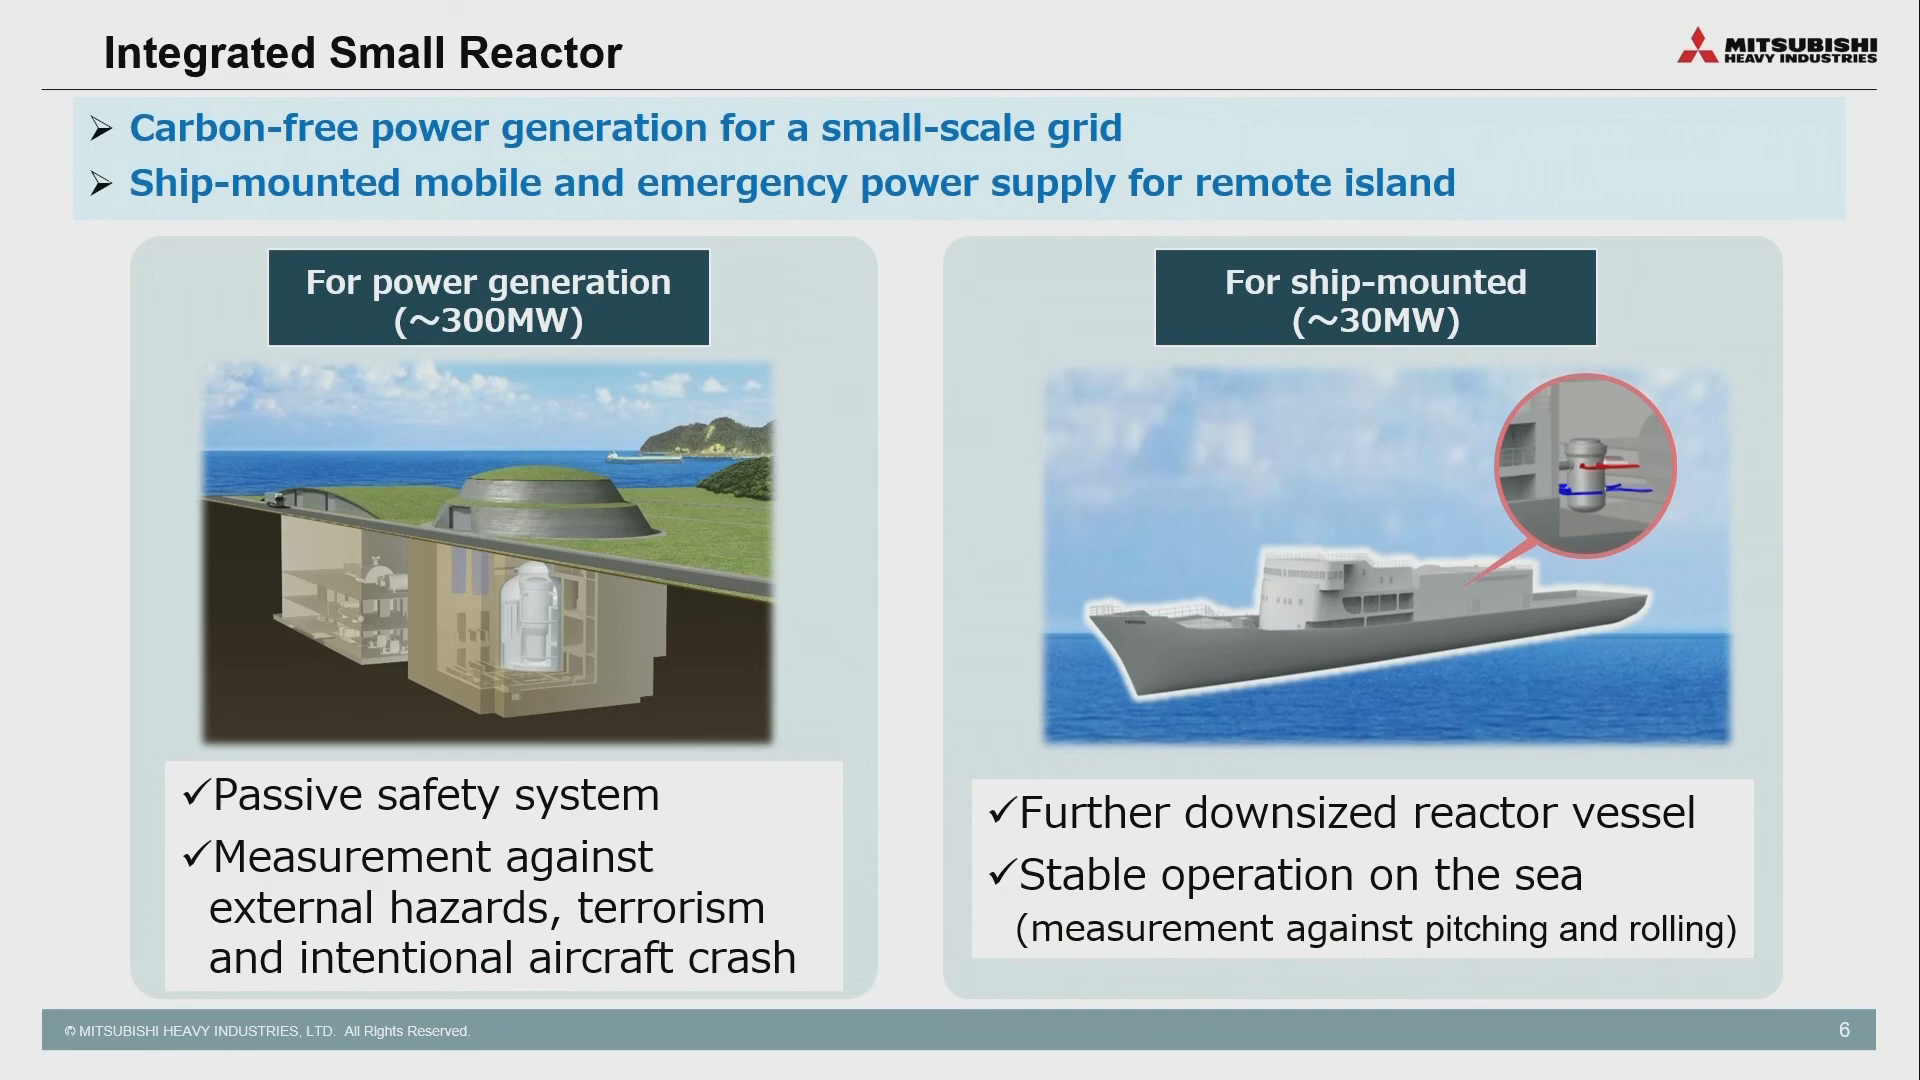 Integrated Small Reactor
MITSUBISHI
HEAVY INDUSTRIES
➢ Carbon-free power generation for a small-scale grid
➢ Ship-mounted mobile and emergency power supply for remote island
For power generation
(～300MW)
For ship-mounted
(～30MW)
✓Passive safety system
✓Measurement against
external hazards, terrorism
and intentional aircraft crash
✓Further downsized reactor vessel
✓Stable operation on the sea
(measurement against pitching and rolling)
© MITSUBISHI HEAVY INDUSTRIES, LTD. All Rights Reserved.
6